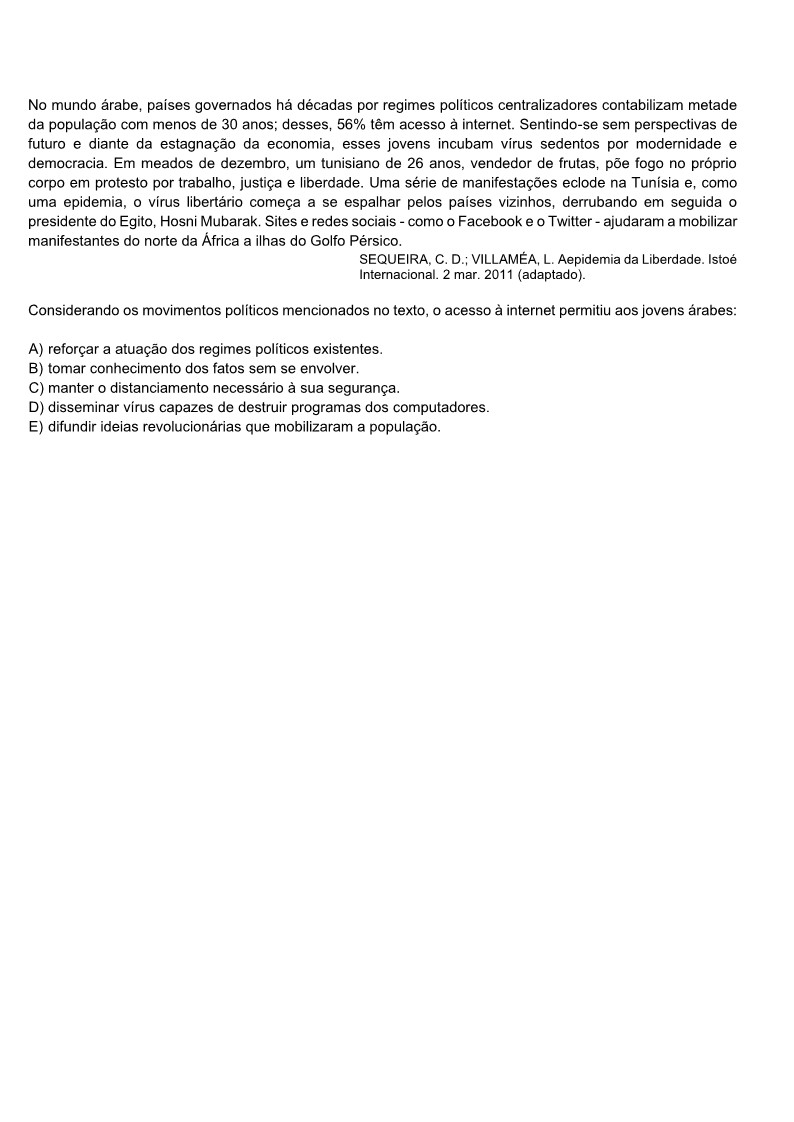 No mundo árabe, países governados há décadas por regimes políticos centralizadores contabilizam metade
da população com menos de 30 anos; desses, 56% têm acesso à internet. Sentindo-se sem perspectivas de
futuro e diante da estagnação da economia, esses jovens incubam vírus sedentos por modernidade e
democracia. Em meados de dezembro, um tunisiano de 26 anos, vendedor de frutas, põe fogo no próprio
corpo em protesto por trabalho, justiça e liberdade. Uma série de manifestações eclode na Tunísia e, como
uma epidemia, o vírus libertário começa a se espalhar pelos países vizinhos, derrubando em seguida o
presidente do Egito, Hosni Mubarak. Sites e redes sociais - como o Facebook e o Twitter - ajudaram a mobilizar
manifestantes do norte da África a ilhas do Golfo Pérsico.
SEQUEIRA, C. D.; VILLAMÉA, L. Aepidemia da Liberdade. Istoé
Internacional. 2 mar. 2011 (adaptado).
Considerando os movimentos políticos mencionados no texto, o acesso à internet permitiu aos jovens árabes:
A) reforçar a atuação dos regimes políticos existentes.
B) tomar conhecimento dos fatos sem se envolver.
C) manter o distanciamento necessário à sua segurança.
D) disseminar vírus capazes de destruir programas dos computadores.
E) difundir ideias revolucionárias que mobilizaram a população.